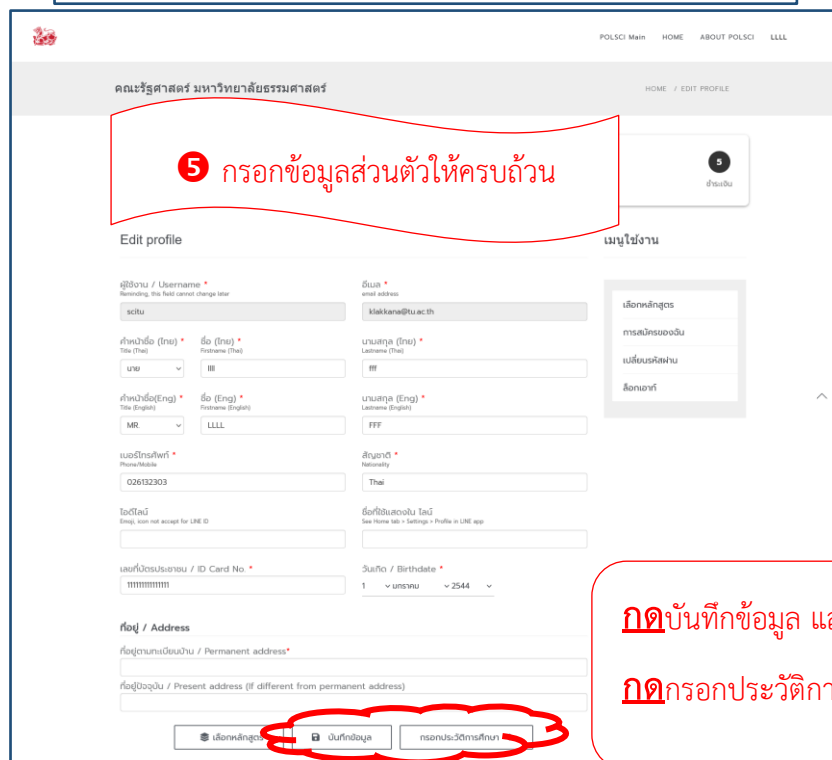 POLSCI Main HOME ABOUT POLSCI LLLL
คณะรัฐศาสตร์ มหาวิทยาลัยธรรมศาสตร์
HOME / EDIT PROFILE
❺ กรอกข้อมูลส่วนตัวให้ครบถ้วน
5
ชำระเงิน
Edit profile
เมนูใช้งาน
ผู้ใช้งาน / Username * อีเมล *
Reminding, this field cannot change later email address
scitu klakkana@tu.ac.th
เลือกหลักสูตร
การสมัครของฉัน
เปลี่ยนรหัสผ่าน
ล็อกเอาท์
คำหน้าชื่อ (ไทย) * ชื่อ (ไทย) * นามสกุล (ไทย) *
Title (Thai) Firstname (Thai) Lastname (Thai)
นาย llll fff
คำหน้าชื่อ(Eng) * ชื่อ (Eng) * นามสกุล (Eng) *
Title (English) Firstname (English) Lastname (English)
MR. LLLL FFF
เบอร์โทรศัพท์ * สัญชาติ *
Phone/Mobile Nationality
026132303 Thai
ไอดีไลน์ ชื่อที่ใช้แสดงใน ไลน์
Emoji, icon not accept for LINE ID See Home tab > Settings > Profile in LINE app
เลขที่บัตรประชาชน / ID Card No. * วันเกิด / Birthdate *
1 มกราคม 2544
ที่อยู่ / Address
ที่อยู่ตามทะเบียนบ้าน / Permanent address*
ที่อยู่ปัจจุบัน / Present address (If different from permanent address)
เลือกหลักสูตร บันทึกข้อมูล กรอกประวัติการศึกษา
กดบันทึกข้อมูล
กดกรอกประวัติกา